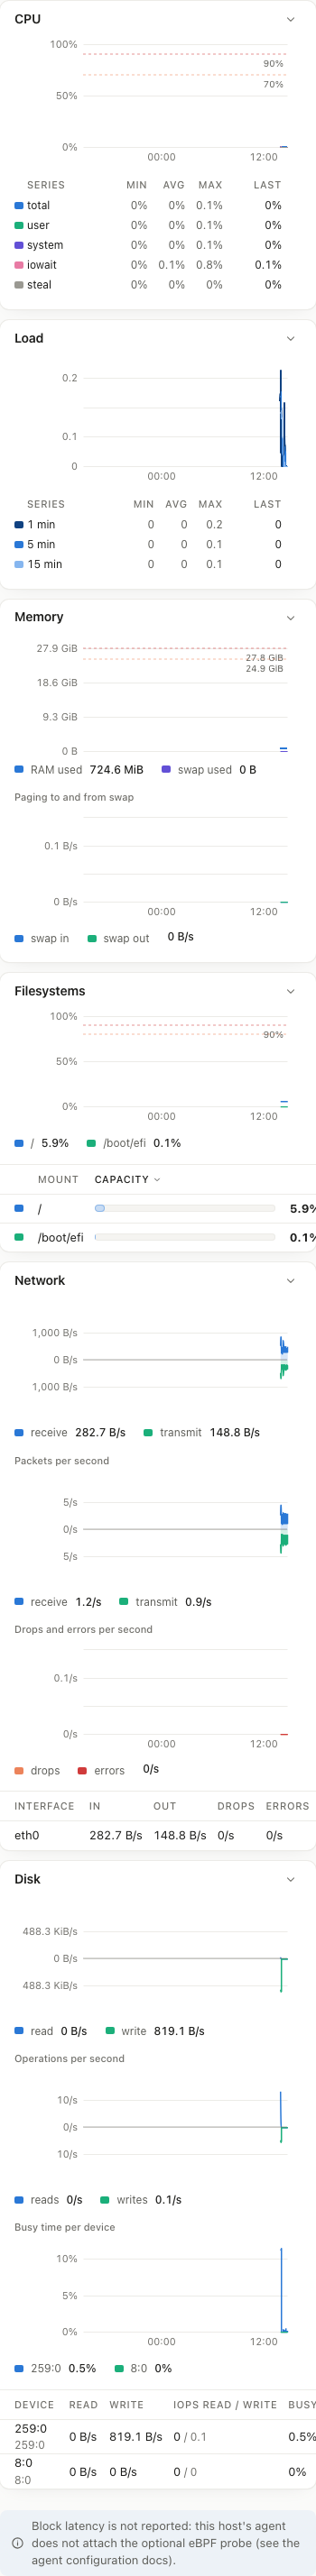 CPU
100%
90%
70%
50%
0%
00:00 12:00
SERIES MIN AVG MAX LAST
total 0% 0% 0.1% 0%
user 0% 0% 0.1% 0%
system 0% 0% 0.1% 0%
iowait 0% 0.1% 0.8% 0.1%
steal 0% 0% 0% 0%
Load
0.2
0.1
0
00:00 12:00
SERIES MIN AVG MAX LAST
1 min 0 0 0.2 0
5 min 0 0 0.1 0
15 min 0 0 0.1 0
Memory
27.9 GiB
27.8 GiB
24.9 GiB
18.6 GiB
9.3 GiB
0 B
RAM used 724.6 MiB swap used 0 B
Paging to and from swap
0.1 B/s
0 B/s
00:00 12:00
swap in swap out 0 B/s
Filesystems
100%
90%
50%
0%
00:00 12:00
/ 5.9% /boot/efi 0.1%
MOUNT CAPACITY
/ 5.9%
/boot/efi 0.1%
Network
1,000 B/s
0 B/s
1,000 B/s
receive 282.7 B/s transmit 148.8 B/s
Packets per second
5/s
0/s
5/s
receive 1.2/s transmit 0.9/s
Drops and errors per second
0.1/s
0/s
00:00 12:00
drops errors 0/s
INTERFACE IN OUT DROPS ERRORS
eth0 282.7 B/s 148.8 B/s 0/s 0/s
Disk
488.3 KiB/s
0 B/s
488.3 KiB/s
read 0 B/s write 819.1 B/s
Operations per second
10/s
0/s
10/s
reads 0/s writes 0.1/s
Busy time per device
10%
5%
0%
00:00 12:00
259:0 0.5% 8:0 0%
DEVICE READ WRITE IOPS READ / WRITE BUSY
259:0 0 B/s 819.1 B/s 0 / 0.1 0.5%
259:0
8:0 0 B/s 0 B/s 0 / 0 0%
8:0
Block latency is not reported: this host's agent
does not attach the optional eBPF probe (see the
agent configuration docs).